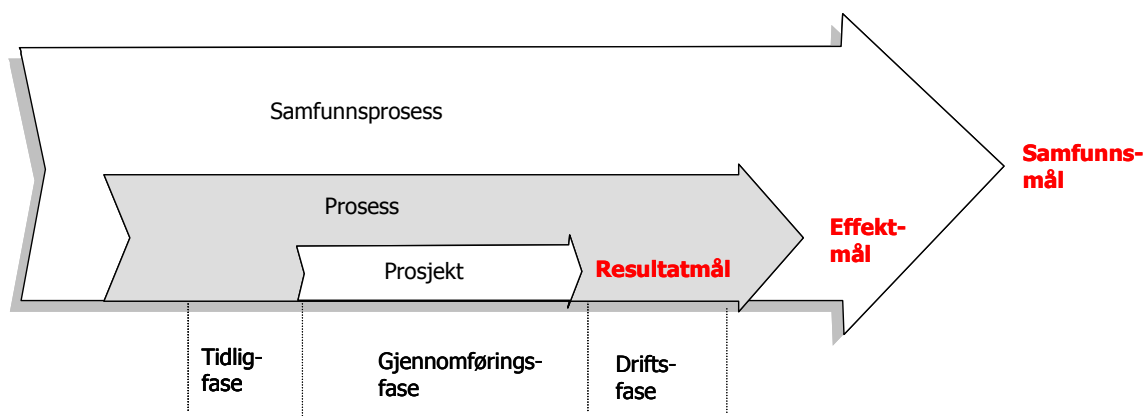 Samfunnsprosess
Samfunns-
mål
Prosess
Effekt-
mål
Prosjekt
Resultatmål
Tidlig-
fase
Gjennomførings-
fase
Drifts-
fase